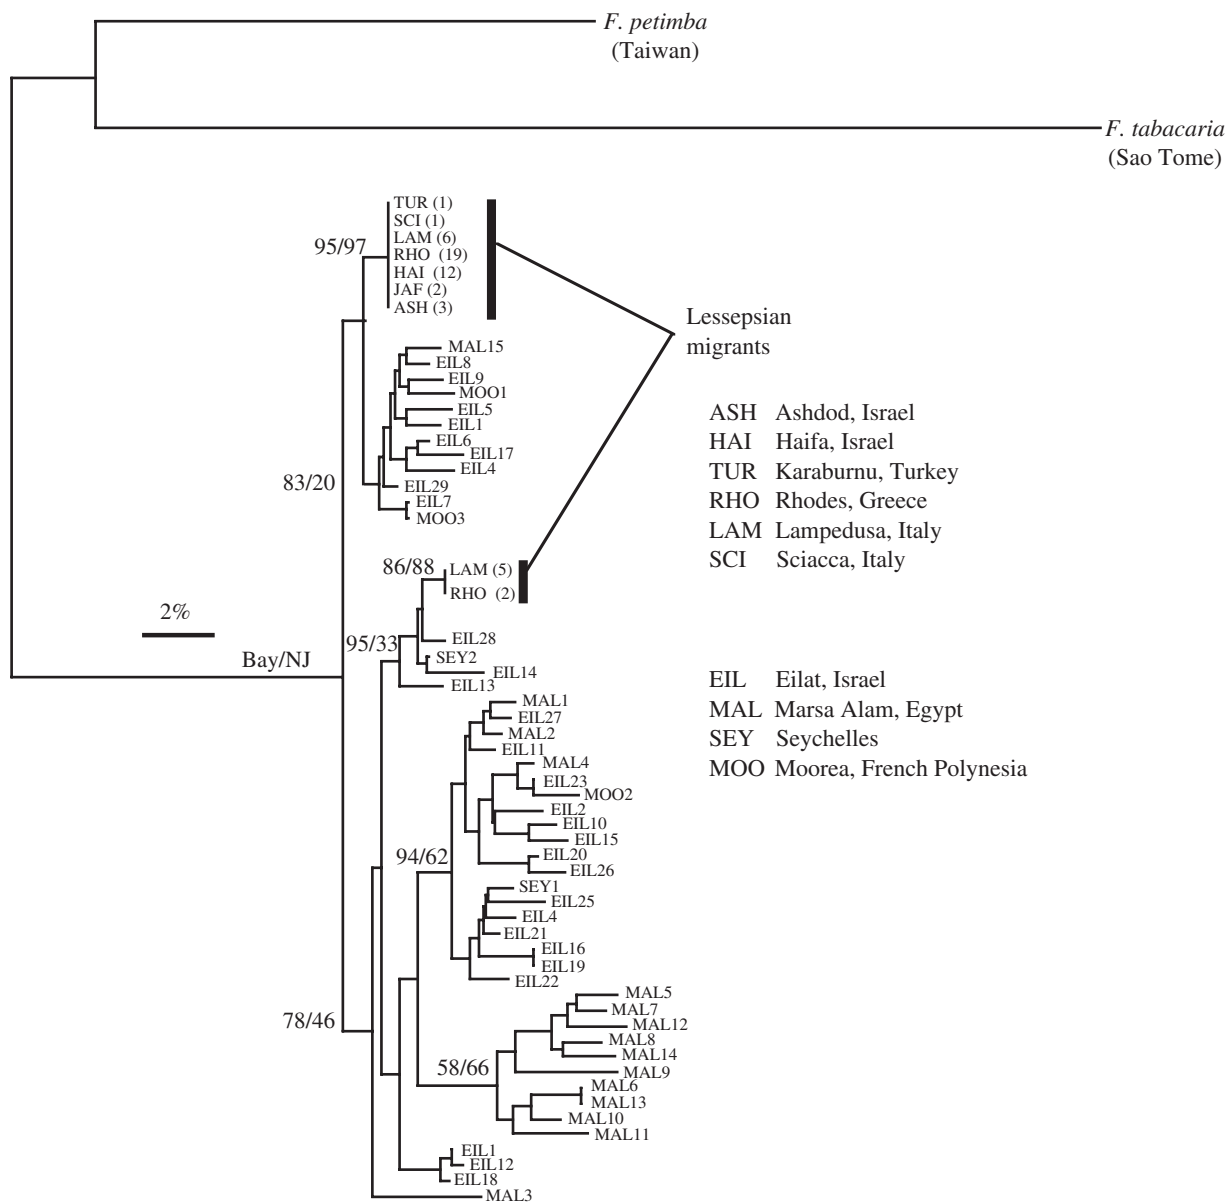 F. petimba
(Taiwan)
F. tabacaria
(Sao Tome)
TUR (1)
SCI (1)
LAM (6)
RHO (19)
HAI (12)
JAF (2)
ASH (3)
95/97
Lessepsian
migrants
MAL15
EIL8
EIL9
MOO1
EIL5
EIL1
EIL6
EIL17
EIL4
EIL29
EIL7
MOO3
83/20
ASH Ashdod, Israel
HAI Haifa, Israel
TUR Karaburnu, Turkey
RHO Rhodes, Greece
LAM Lampedusa, Italy
SCI Sciacca, Italy
86/88
LAM (5)
RHO (2)
2%
95/33
Bay/NJ
EIL28
SEY2
EIL14
EIL13
EIL Eilat, Israel
MAL Marsa Alam, Egypt
SEY Seychelles
MOO Moorea, French Polynesia
MAL1
EIL27
MAL2
EIL11
MAL4
EIL23
MOO2
EIL2
EIL10
EIL15
EIL20
EIL26
94/62
SEY1
EIL25
EIL4
EIL21
EIL16
EIL19
EIL22
MAL5
MAL7
MAL12
MAL8
MAL14
MAL9
MAL6
MAL13
MAL10
MAL11
78/46
58/66
EIL1
EIL12
EIL18
MAL3